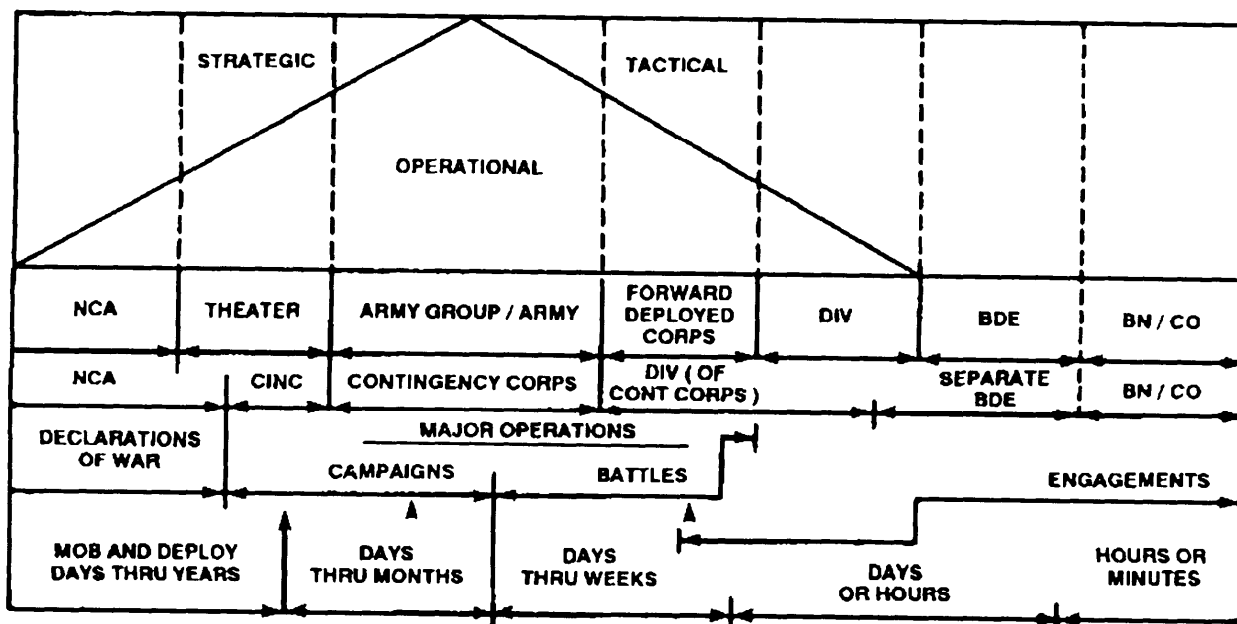 STRATEGIC
TACTICAL
OPERATIONAL
NCA
THEATER
ARMY GROUP / ARMY
FORWARD
DEPLOYED
CORPS
DIV
BDE
BN / CO
NCA
CINC
CONTINGENCY CORPS
DIV ( OF
CONT CORPS )
SEPARATE
BDE
BN / CO
DECLARATIONS
OF WAR
MAJOR OPERATIONS
CAMPAIGNS
BATTLES
ENGAGEMENTS
MOB AND DEPLOY
DAYS THRU YEARS
DAYS
THRU MONTHS
DAYS
THRU WEEKS
DAYS
OR HOURS
HOURS OR
MINUTES